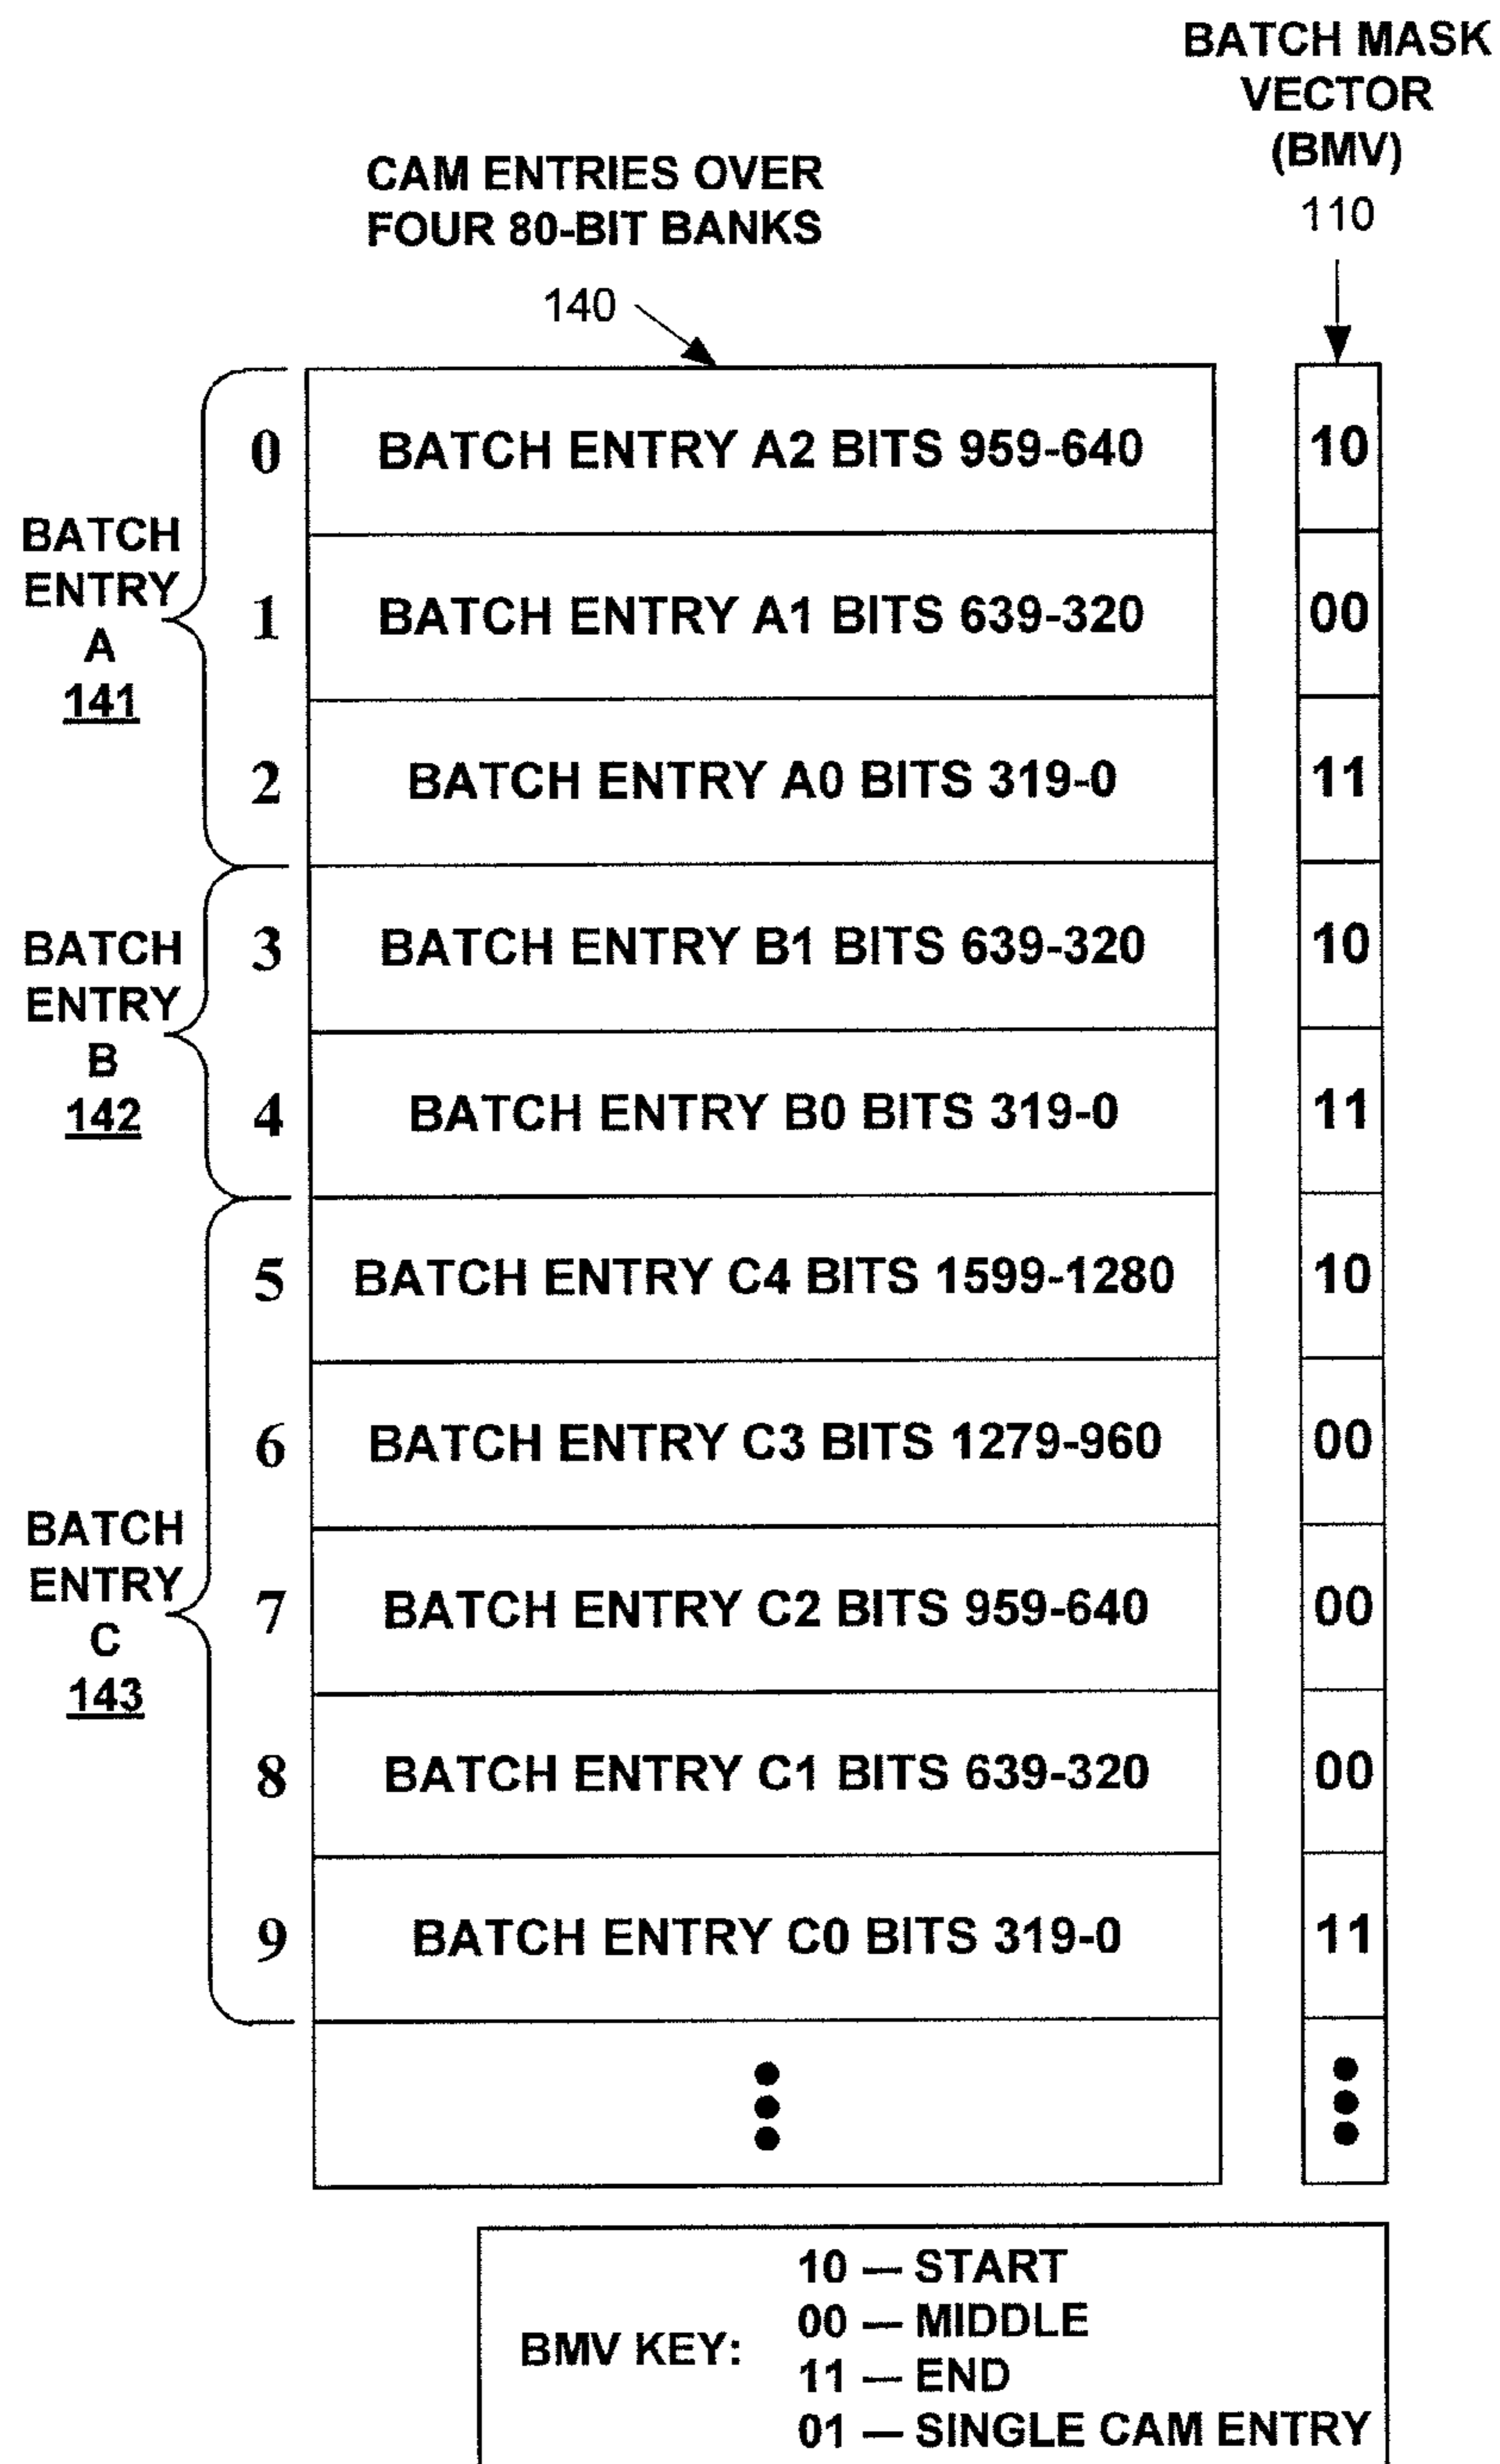 BATCH MASK
VECTOR
(BMV)
110
CAM ENTRIES OVER
FOUR 80-BIT BANKS
140
BATCH
ENTRY
A
141
0 BATCH ENTRY A2 BITS 959-640 10
1 BATCH ENTRY A1 BITS 639-320 00
2 BATCH ENTRY A0 BITS 319-0 11
BATCH
ENTRY
B
142
3 BATCH ENTRY B1 BITS 639-320 10
4 BATCH ENTRY B0 BITS 319-0 11
BATCH
ENTRY
C
143
5 BATCH ENTRY C4 BITS 1599-1280 10
6 BATCH ENTRY C3 BITS 1279-960 00
7 BATCH ENTRY C2 BITS 959-640 00
8 BATCH ENTRY C1 BITS 639-320 00
9 BATCH ENTRY C0 BITS 319-0 11
BMV KEY:
10 — START
00 — MIDDLE
11 — END
01 — SINGLE CAM ENTRY